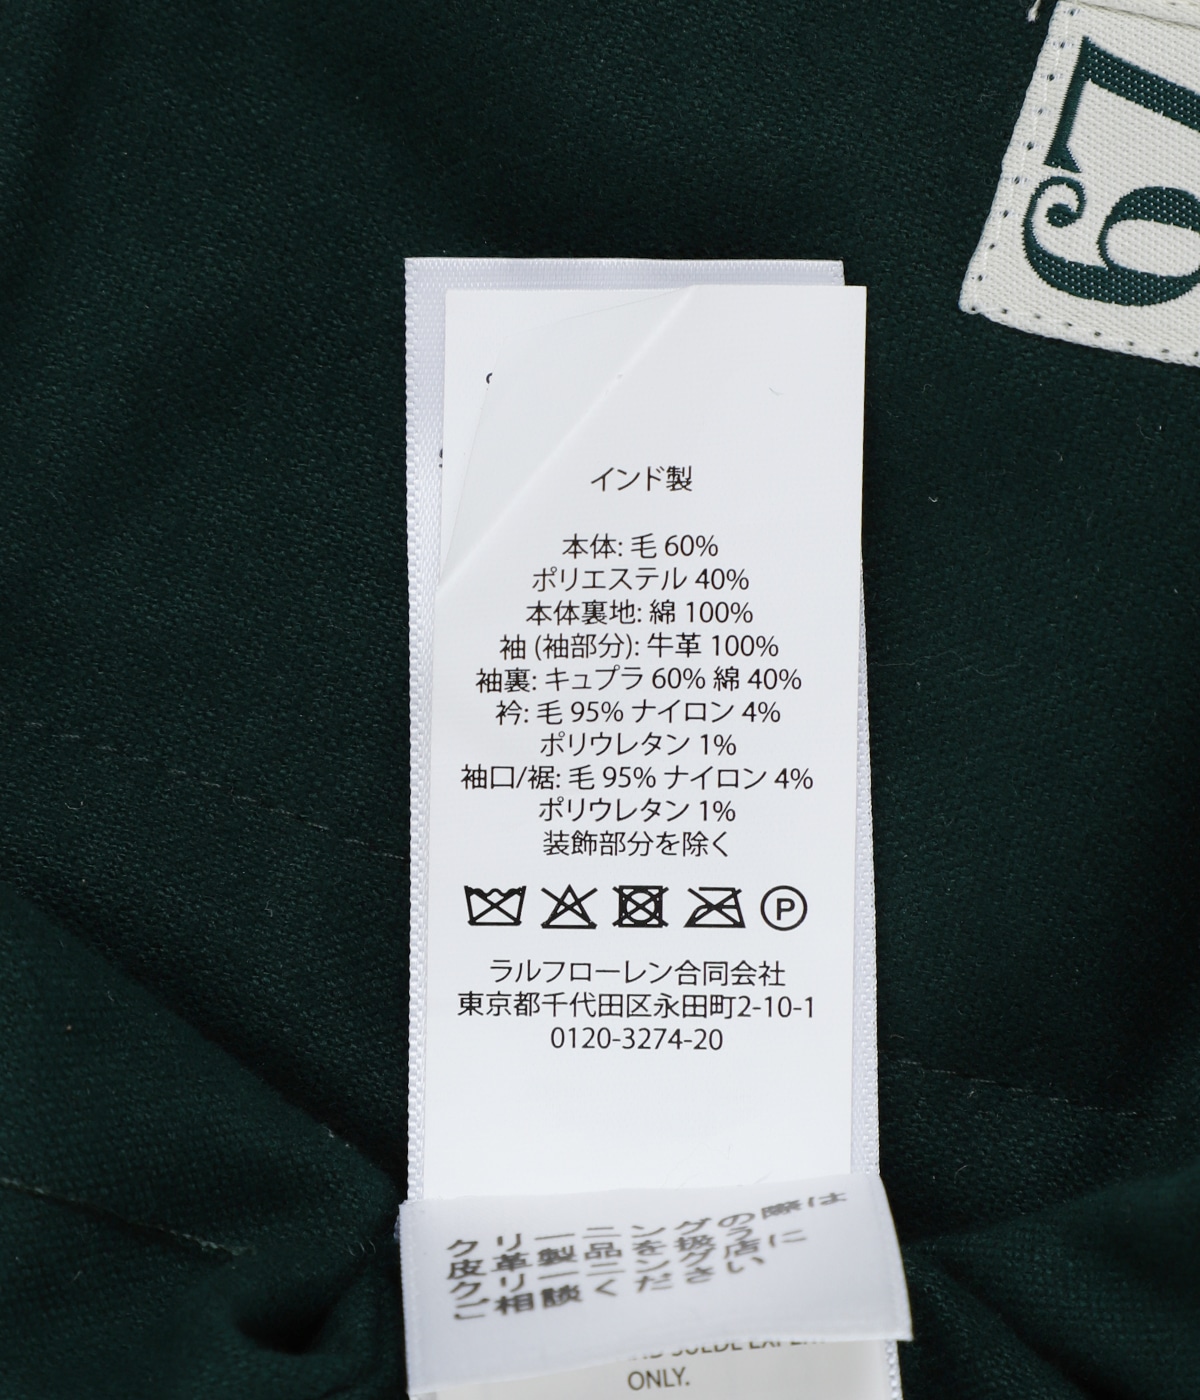 67
インド製
本体: 毛 60%
ポリエステル 40%
本体裏地: 綿 100%
袖 (袖部分): 牛革 100%
袖裏: キュプラ 60% 綿 40%
衿: 毛 95% ナイロン 4%
ポリウレタン 1%
袖口/裾: 毛 95% ナイロン 4%
ポリウレタン 1%
装飾部分を除く
P
ラルフローレン合同会社
東京都千代田区永田町2-10-1
0120-3274-20
クリーニングの際は
皮革製品を扱う
クリーニング店に
ご相談ください
SUEDE
ONLY.